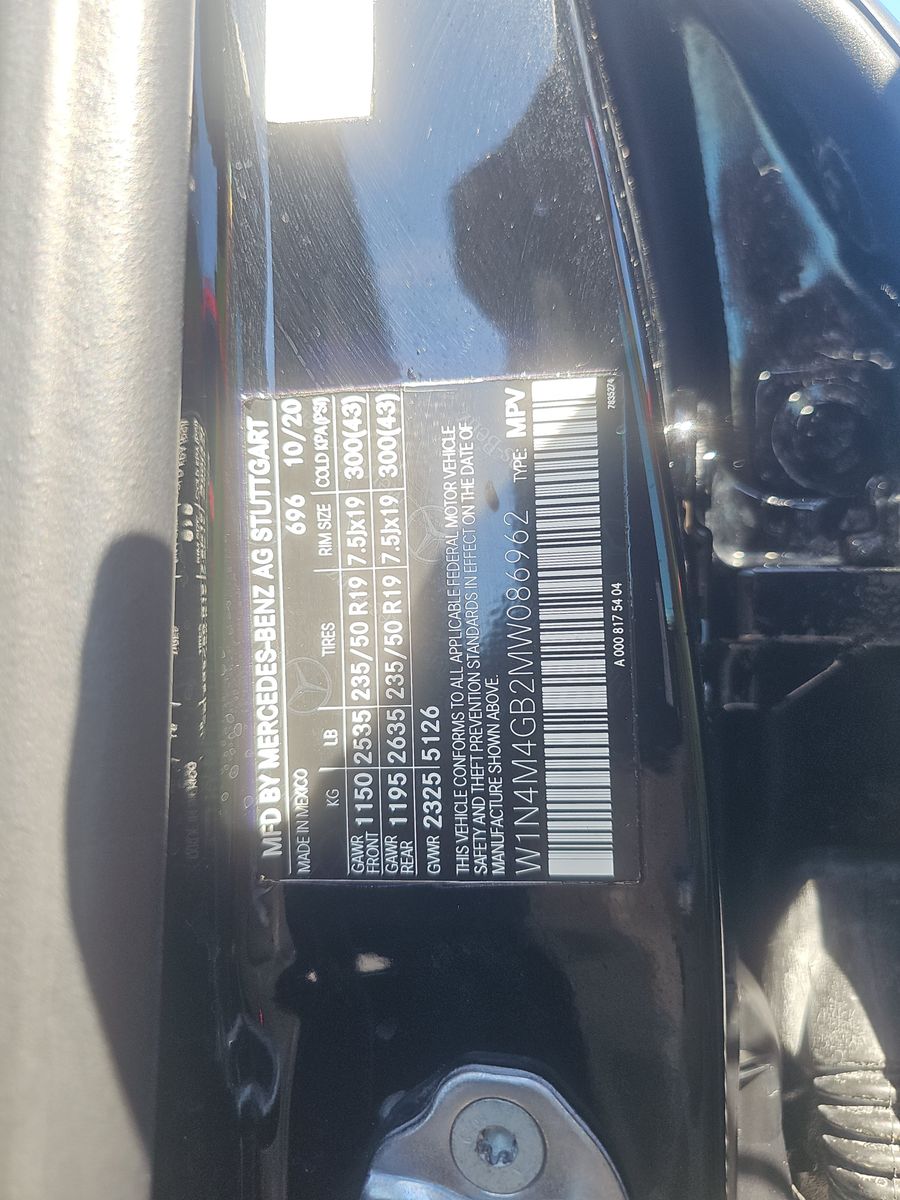 MFD BY MERCEDES-BENZ AG STUTTGART
MADE IN MEXICO 696 10/20
KG LB TIRES RIM SIZE COLD KPA(PSI)
GAWR FRONT 1150 2535 235/50 R19 7.5Jx19 300(43)
GAWR REAR 1195 2635 235/50 R19 7.5Jx19 300(43)
GVWR 2325 5126
THIS VEHICLE CONFORMS TO ALL APPLICABLE FEDERAL MOTOR VEHICLE
SAFETY AND THEFT PREVENTION STANDARDS IN EFFECT ON THE DATE OF
MANUFACTURE SHOWN ABOVE.
W1N4M4GB2MW086962 TYPE: MPV
A 000 817 54 04
7835274